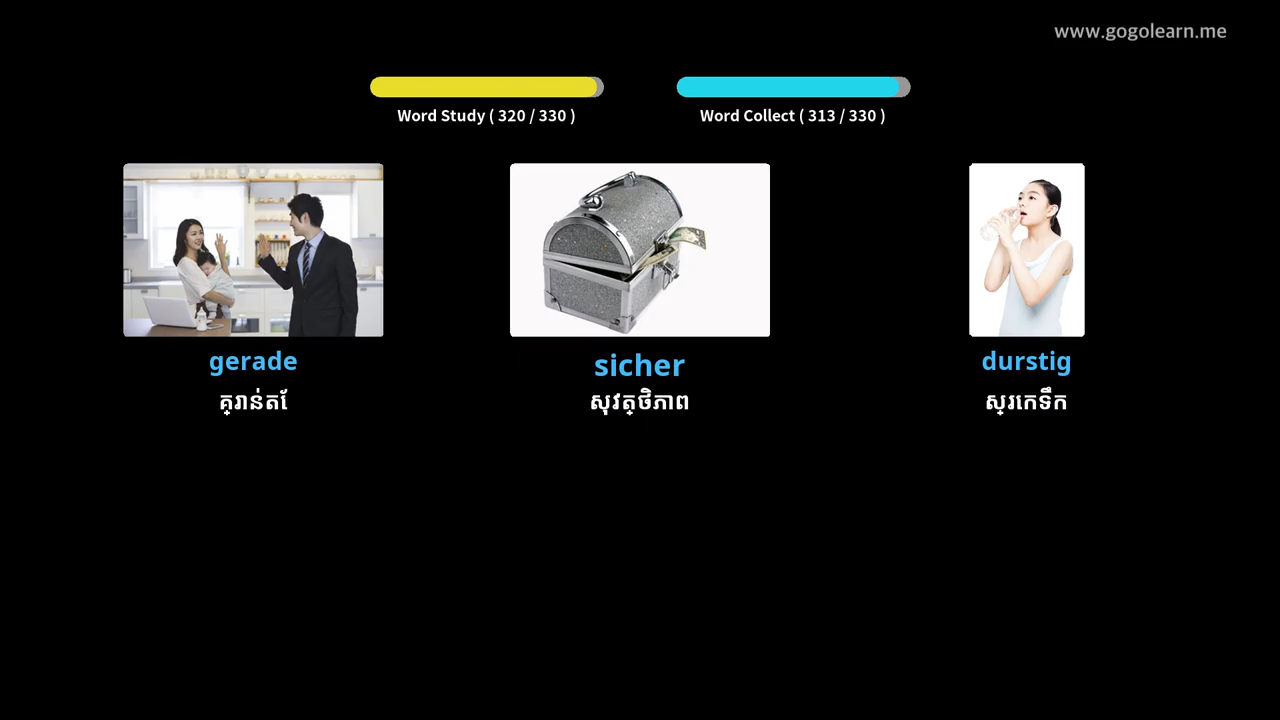 www.gogolearn.me
Word Study ( 320 / 330 )
Word Collect ( 313 / 330 )
gerade
គ្រាន់តែ
sicher
សុវត្ថិភាព
durstig
ស្រេកទឹក